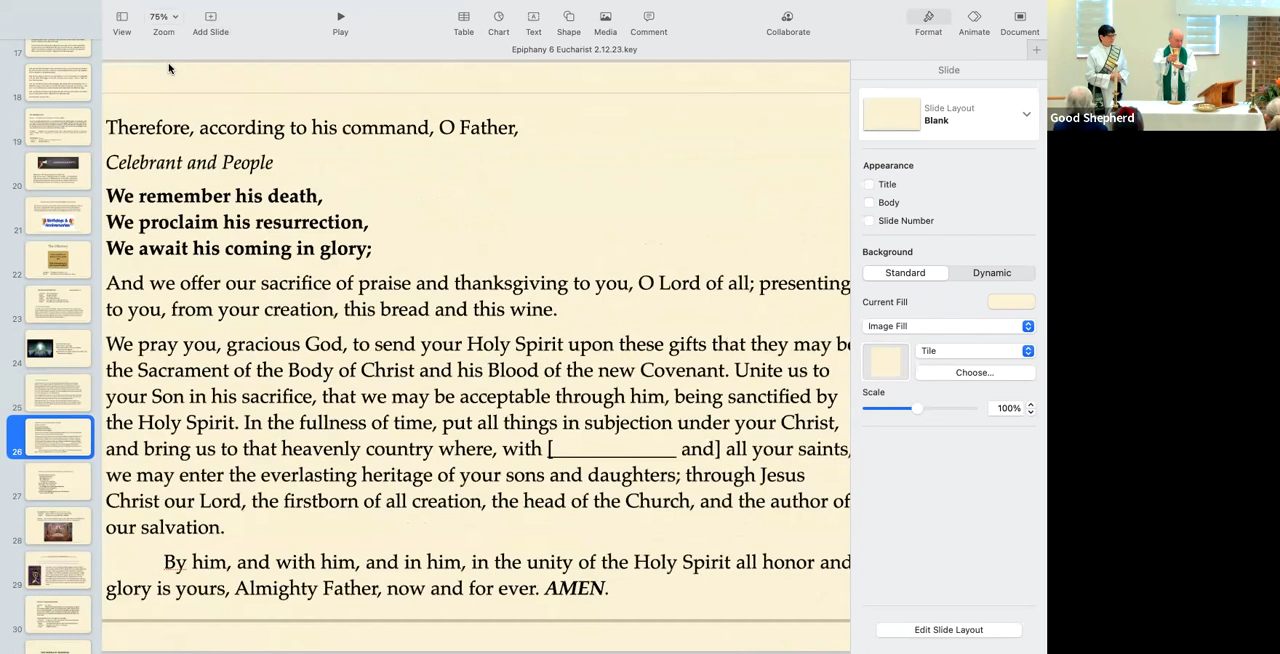 View
75%
Zoom
Add Slide
Play
Table
Chart
Text
Shape
Media
Comment
Collaborate
Format
Animate
Document
Epiphany 6 Eucharist 2.12.23.key
17
18
19
20
21
22
23
24
25
26
27
28
29
30
Therefore, according to his command, O Father,
Celebrant and People
We remember his death,
We proclaim his resurrection,
We await his coming in glory;
And we offer our sacrifice of praise and thanksgiving to you, O Lord of all; presenting
to you, from your creation, this bread and this wine.
We pray you, gracious God, to send your Holy Spirit upon these gifts that they may be
the Sacrament of the Body of Christ and his Blood of the new Covenant. Unite us to
your Son in his sacrifice, that we may be acceptable through him, being sanctified by
the Holy Spirit. In the fullness of time, put all things in subjection under your Christ,
and bring us to that heavenly country where, with [____________ and] all your saints,
we may enter the everlasting heritage of your sons and daughters; through Jesus
Christ our Lord, the firstborn of all creation, the head of the Church, and the author of
our salvation.
By him, and with him, and in him, in the unity of the Holy Spirit all honor and
glory is yours, Almighty Father, now and for ever. AMEN.
Slide
Slide Layout
Blank
Appearance
Title
Body
Slide Number
Background
Standard
Dynamic
Current Fill
Image Fill
Tile
Choose...
Scale
100%
Edit Slide Layout
Good Shepherd